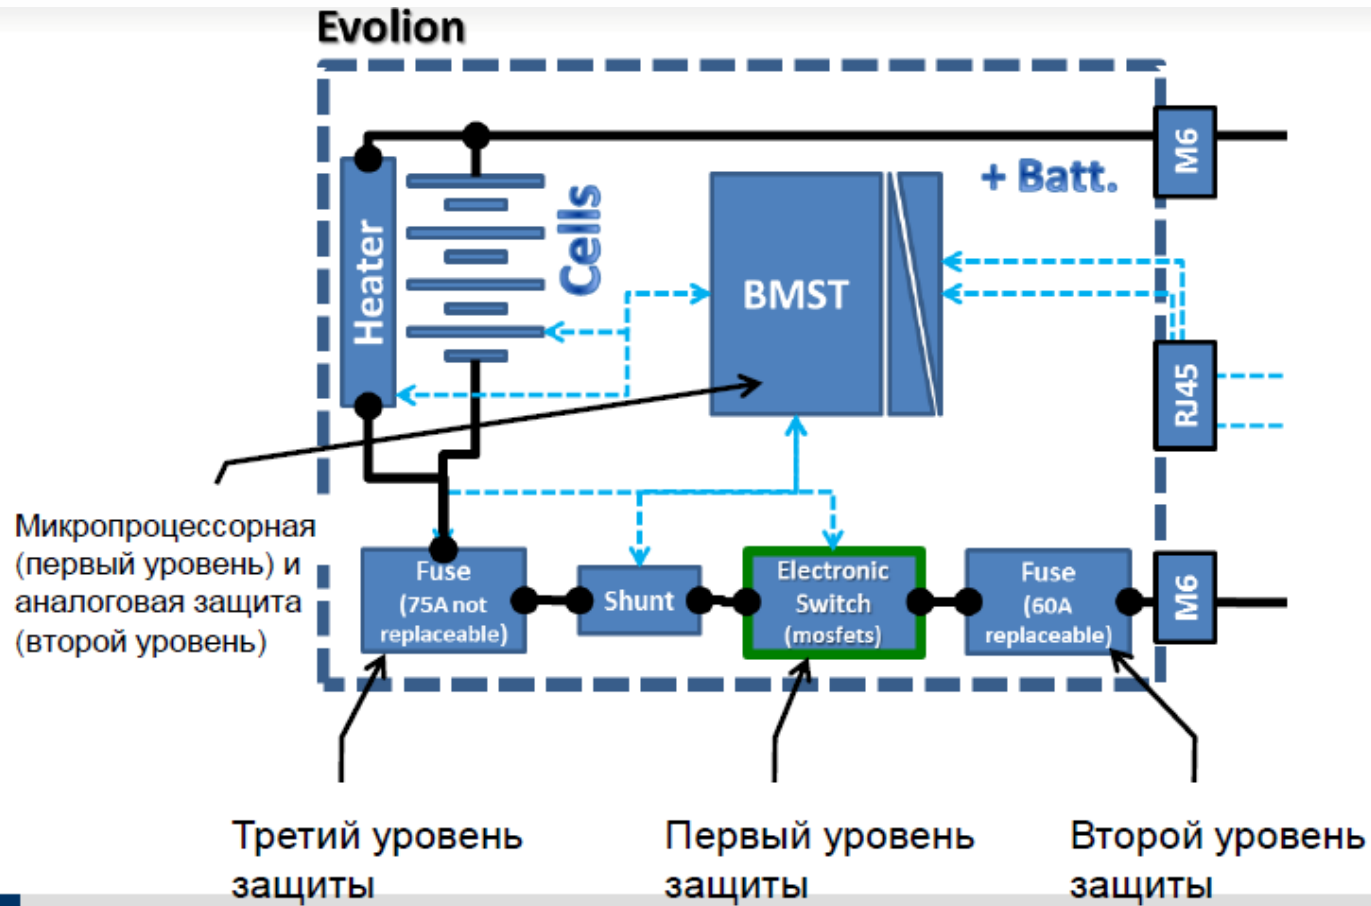 Evolion
M6
+ Batt.
Heater
Cells
BMST
RJ45
Микропроцессорная
(первый уровень) и
аналоговая защита
(второй уровень)
Fuse
(75A not
replaceable)
Shunt
Electronic
Switch
(mosfets)
Fuse
(60A
replaceable)
M6
Третий уровень
защиты
Первый уровень
защиты
Второй уровень
защиты